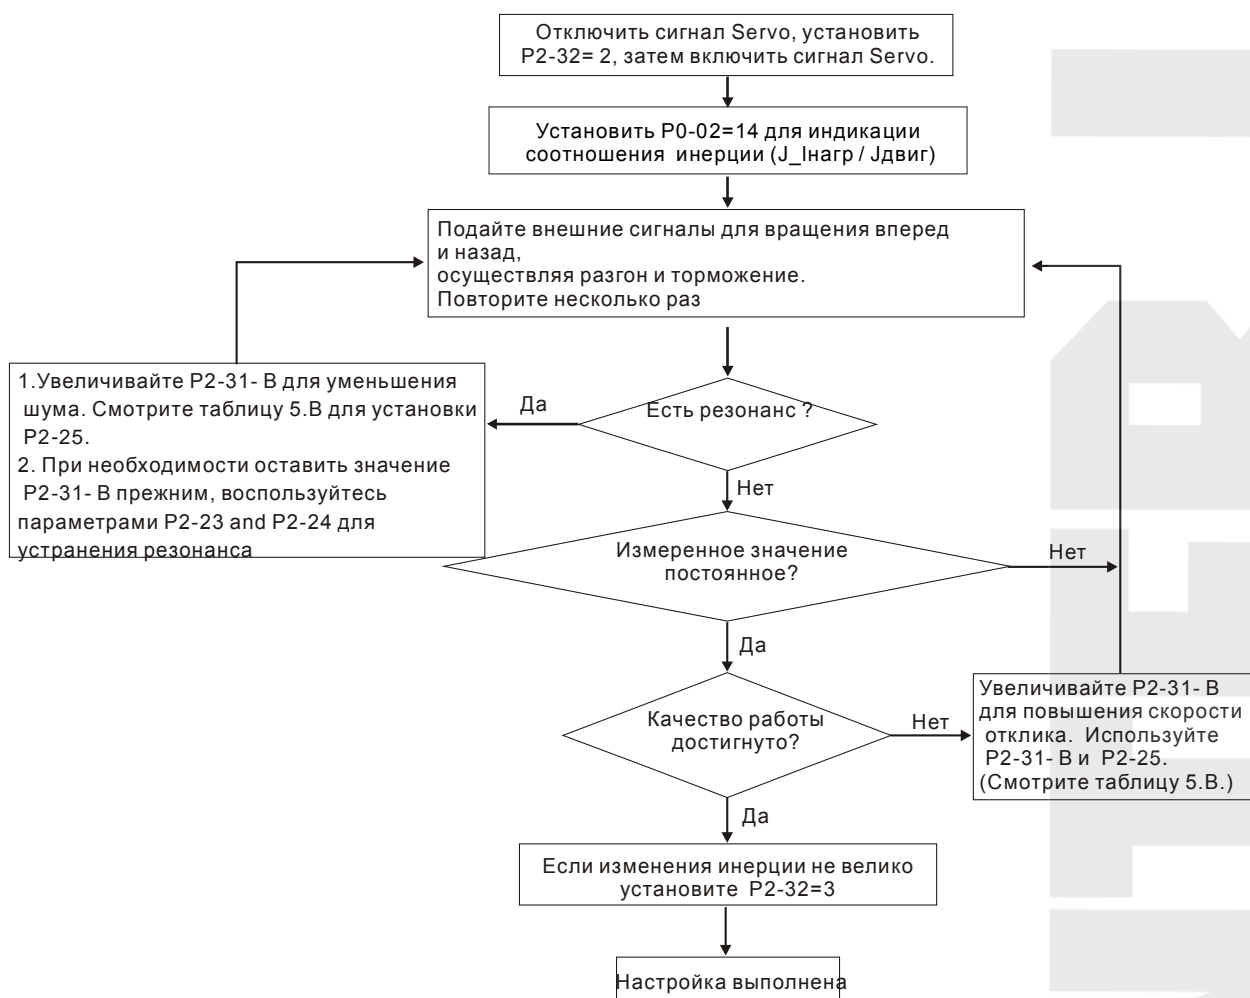 Отключить сигнал Servo, установить
P2-32= 2, затем включить сигнал Servo.
Установить P0-02=14 для индикации
соотношения инерции (J_Iнагр / Jдвиг)
Подайте внешние сигналы для вращения вперед
и назад,
осуществляя разгон и торможение.
Повторите несколько раз
1.Увеличивайте P2-31- B для уменьшения
шума. Смотрите таблицу 5.B для установки
P2-25.
2. При необходимости оставить значение
P2-31- B прежним, воспользуйтесь
параметрами P2-23 and P2-24 для
устранения резонанса
Да
Есть резонанс ?
Нет
Измеренное значение
постоянное?
Нет
Да
Качество работы
достигнуто?
Нет
Увеличивайте P2-31- B
для повышения скорости
отклика. Используйте
P2-31- B и P2-25.
(Смотрите таблицу 5.B.)
Да
Если изменения инерции не велико
установите P2-32=3
Настройка выполнена